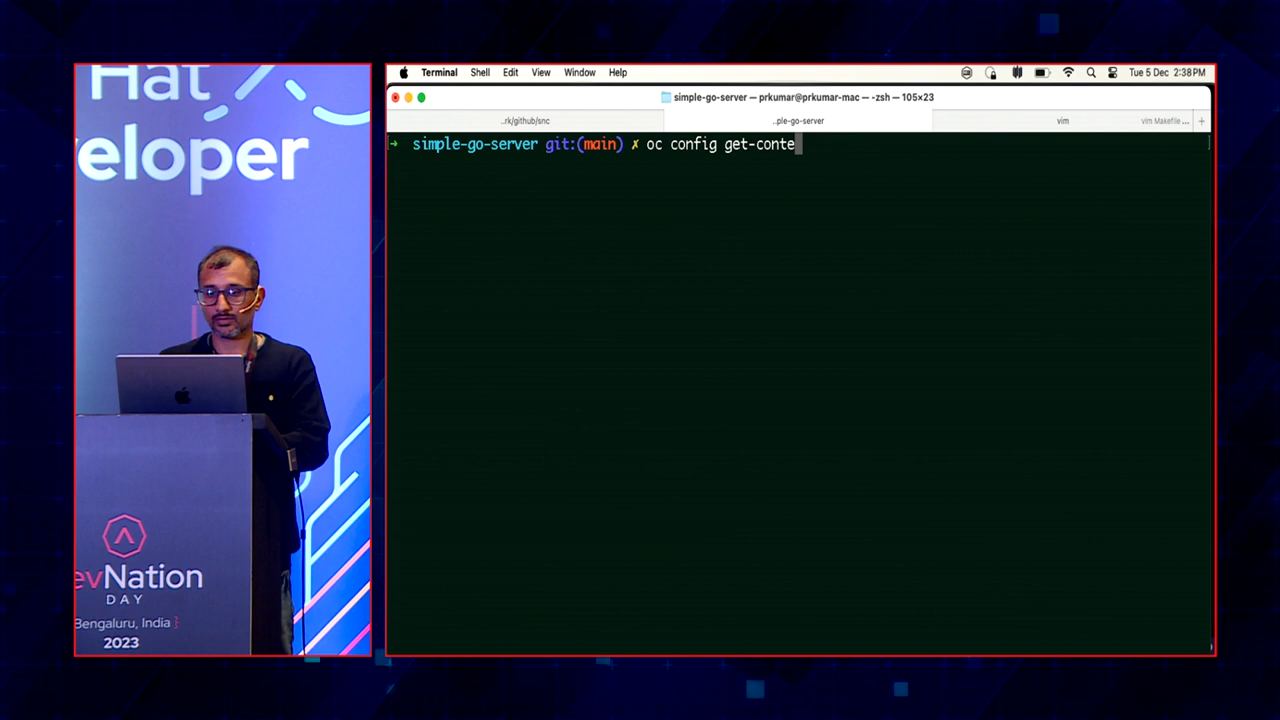 Hat
eloper
evNation
DAY
Bengaluru, India }
2023
Terminal Shell Edit View Window Help
Tue 5 Dec 2:38 PM
simple-go-server — prkumar@prkumar-mac — -zsh — 105×23
..rk/github/snc
..ple-go-server
vim
vim Makefile ...
+
→ simple-go-server git:(main) ✗ oc config get-conte